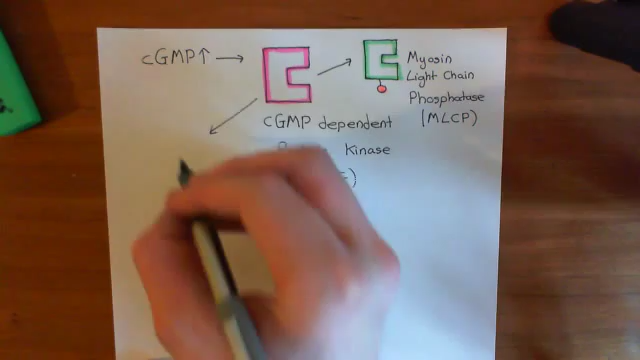 cGMP↑ →
Myosin
Light Chain
Phosphatase
(MLCP)
cGMP dependent
Kinase